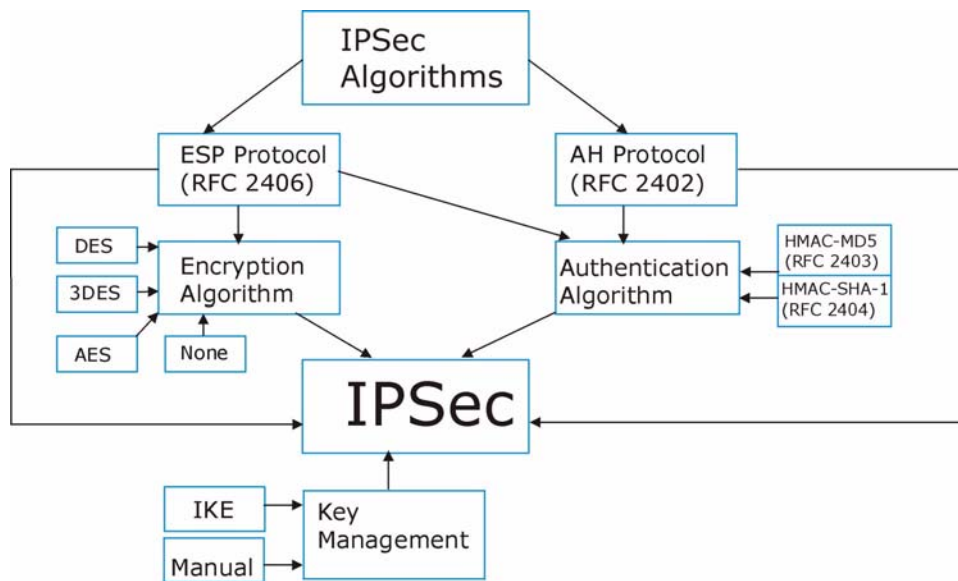 IPSec
Algorithms
ESP Protocol
(RFC 2406)
AH Protocol
(RFC 2402)
DES
3DES
AES
None
Encryption
Algorithm
Authentication
Algorithm
HMAC-MD5
(RFC 2403)
HMAC-SHA-1
(RFC 2404)
IPSec
IKE
Manual
Key
Management